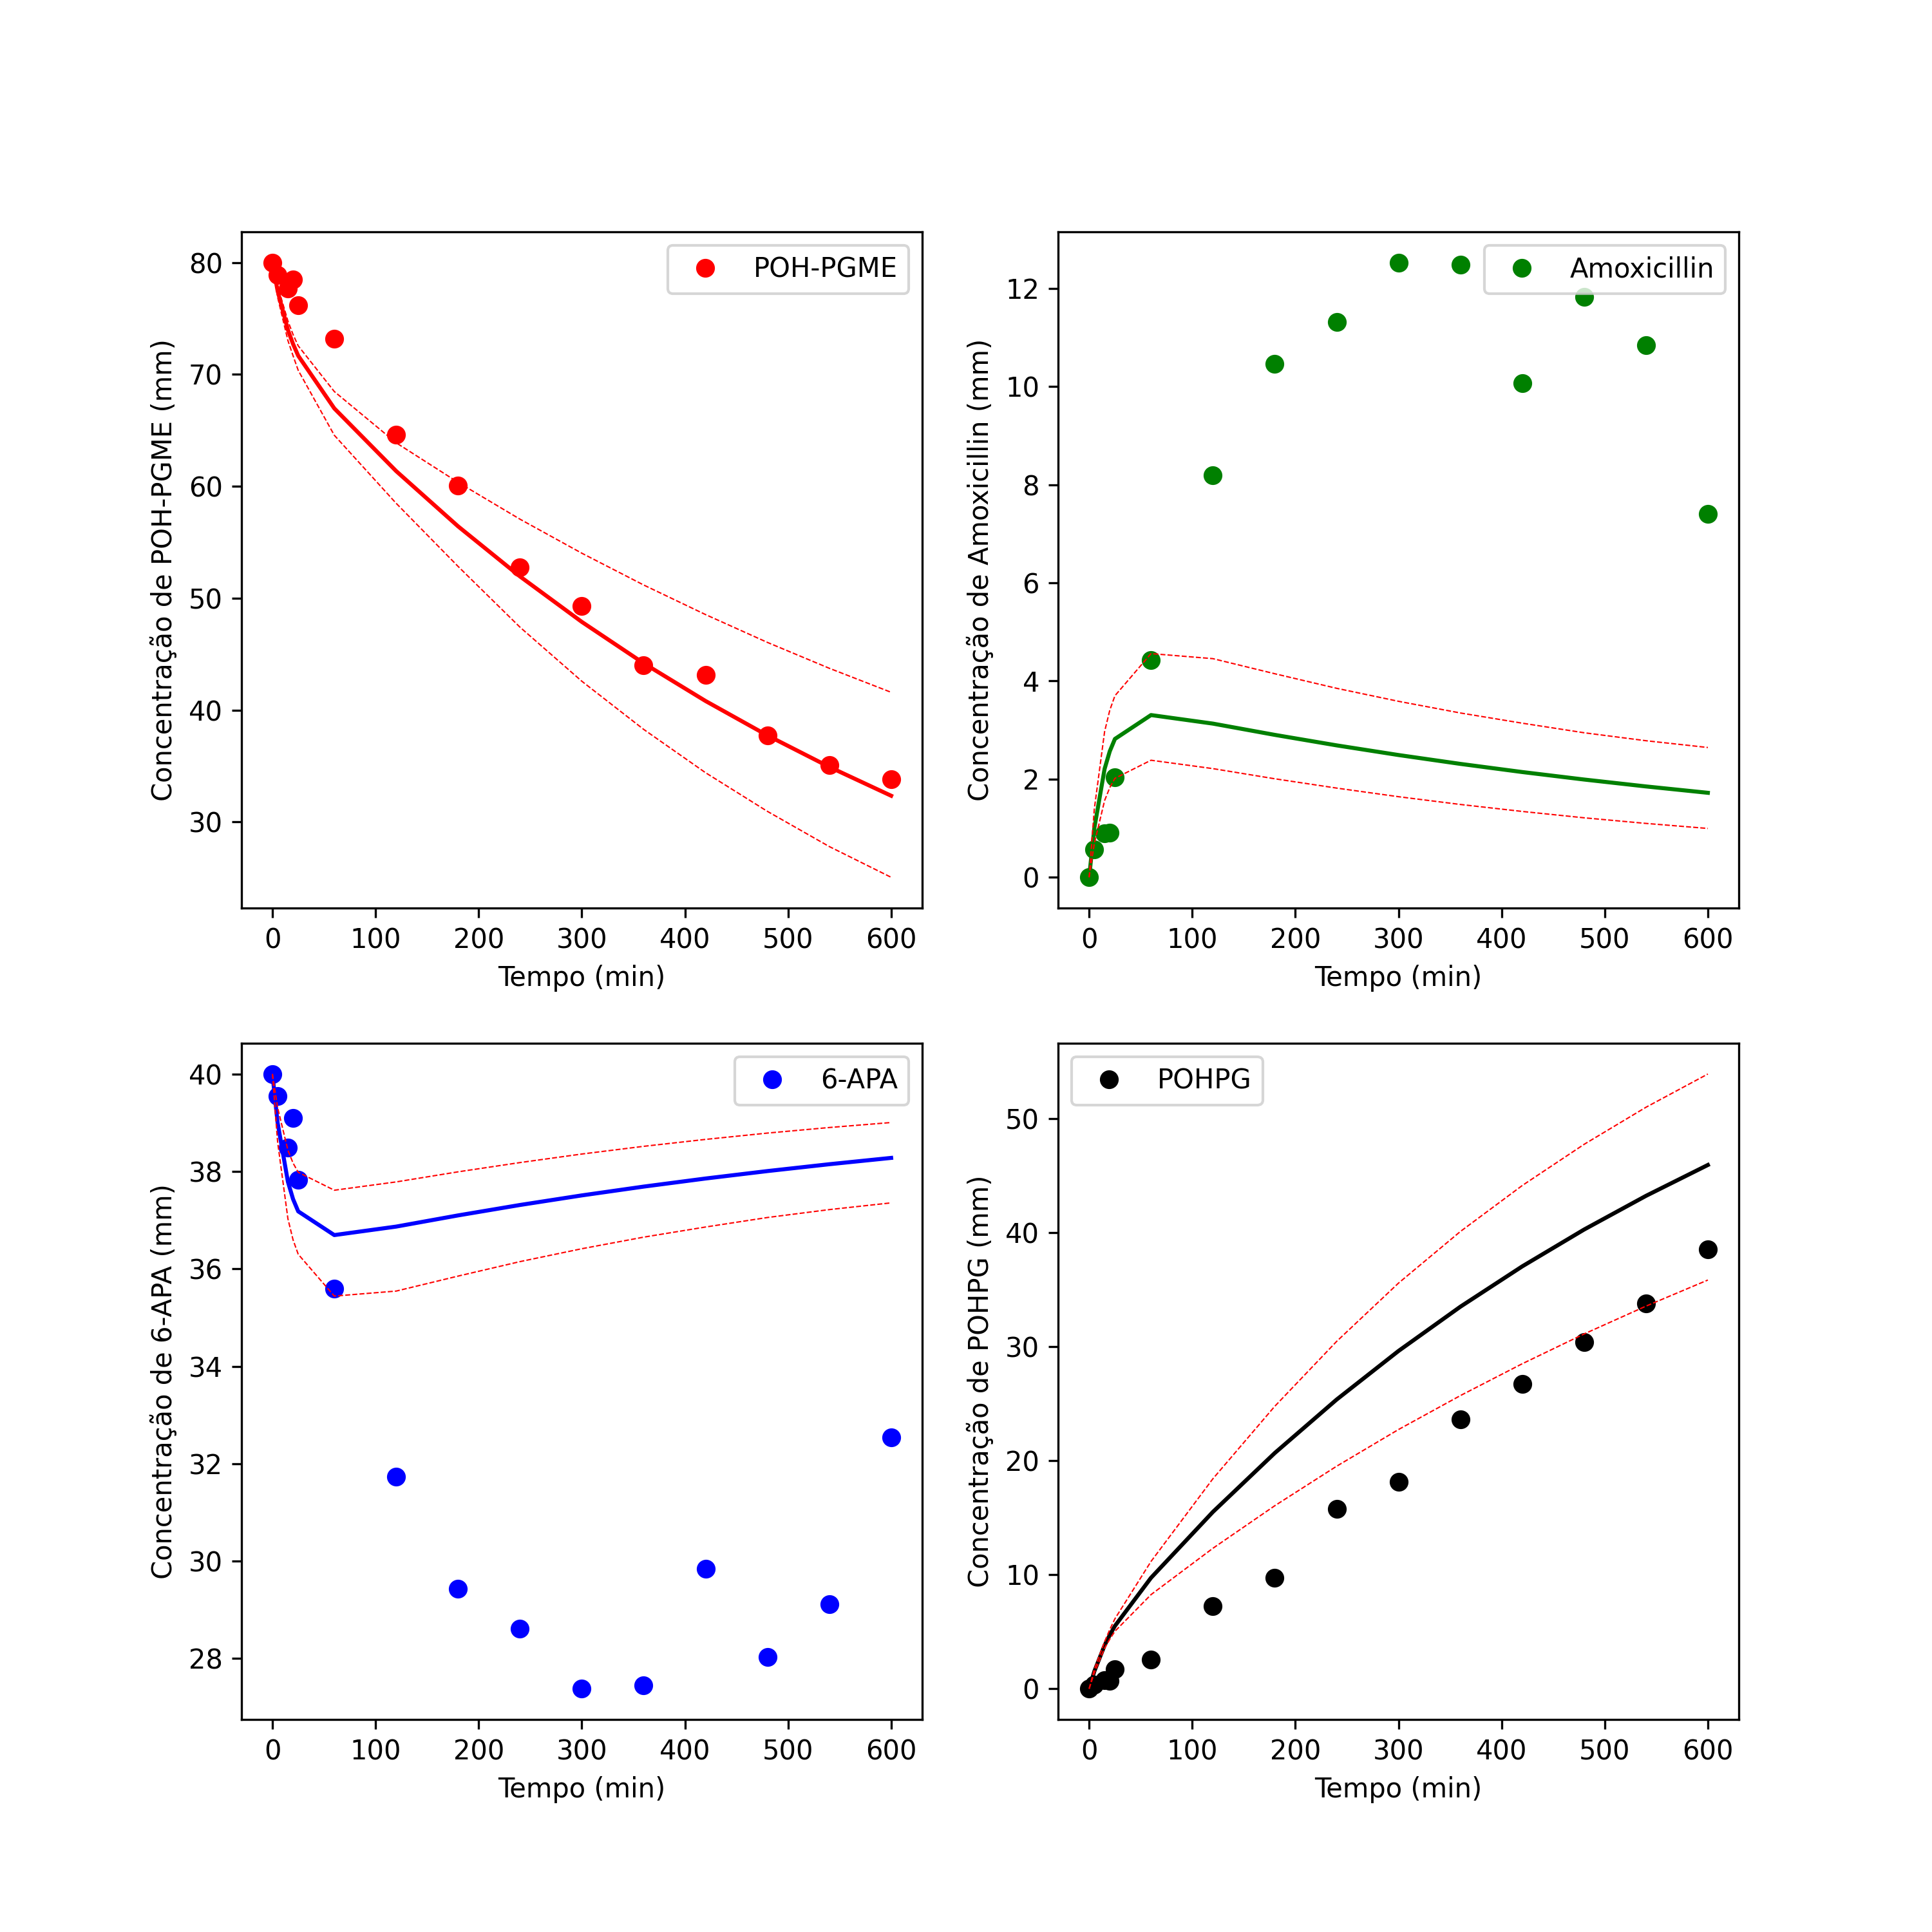 POH-PGME
Concentração de POH-PGME (mm)
80
70
60
50
40
30
0 100 200 300 400 500 600
Tempo (min)
Amoxicillin
Concentração de Amoxicillin (mm)
12
10
8
6
4
2
0
0 100 200 300 400 500 600
Tempo (min)
6-APA
Concentração de 6-APA (mm)
40
38
36
34
32
30
28
0 100 200 300 400 500 600
Tempo (min)
POHPG
Concentração de POHPG (mm)
50
40
30
20
10
0
0 100 200 300 400 500 600
Tempo (min)